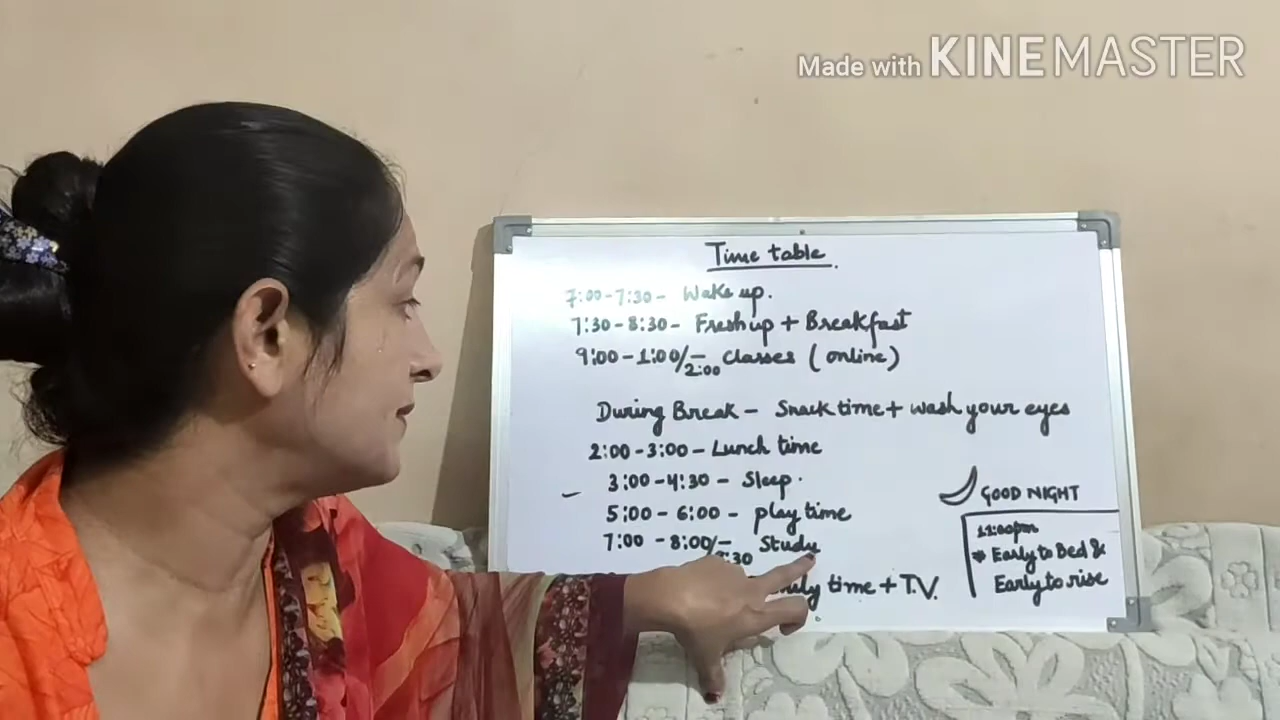 Made with KINEMASTER
Time table.
7:00-7:30- Wake up.
7:30-8:30- Fresh up + Breakfast
9:00-1:00/- Classes (online)
2:00
During Break - Snack time + wash your eyes
2:00-3:00- Lunch time
- 3:00-4:30- Sleep.
5:00-6:00- play time
7:00-8:00/- Study
:30
time + T.V.
GOOD NIGHT
11:00pm
* Early to Bed &
Early to rise